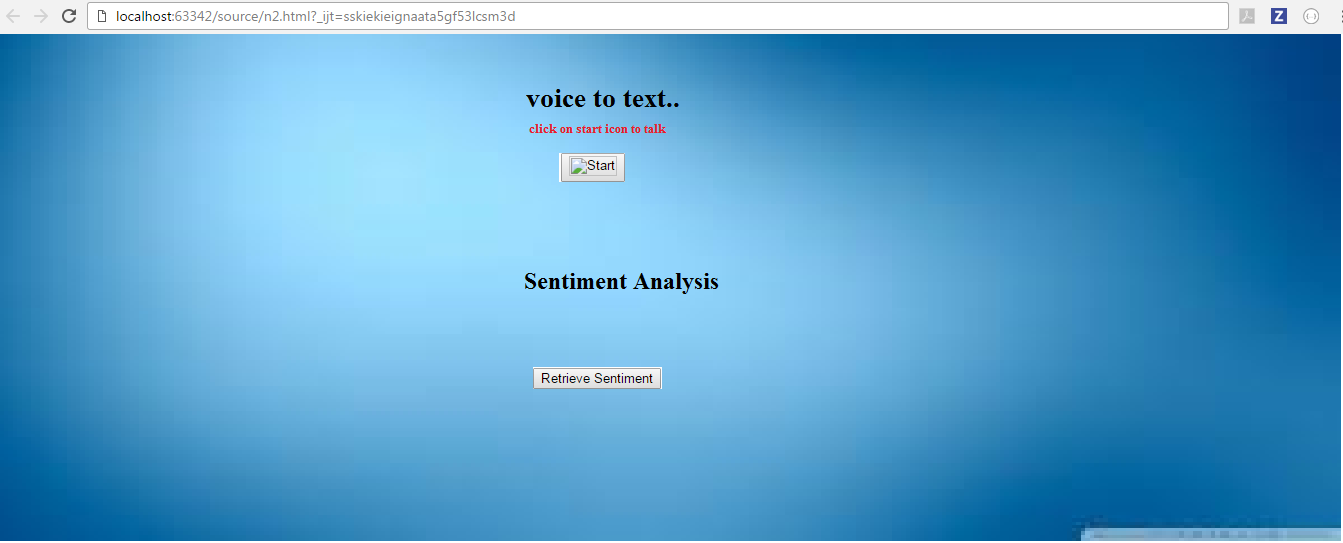 localhost:63342/source/n2.html?_ijt=sskiekieignaata5gf53lcsm3d
Z
voice to text..
click on start icon to talk
Start
Sentiment Analysis
Retrieve Sentiment